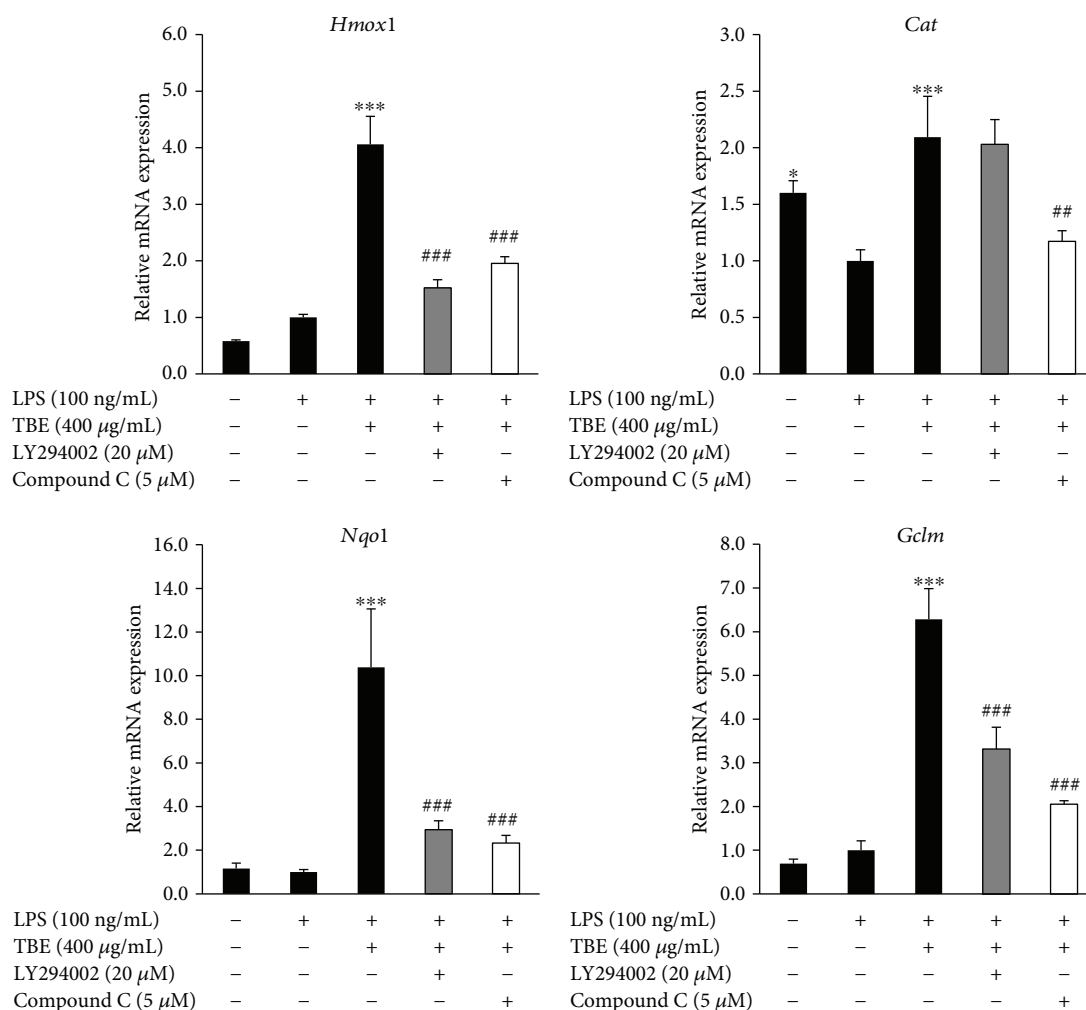 Hmox1
Relative mRNA expression
6.0
5.0
***
4.0
3.0
### ###
2.0
1.0
0.0
LPS (100 ng/mL) − + + + +
TBE (400 μg/mL) − − + + +
LY294002 (20 μM) − − − + −
Compound C (5 μM) − − − − +
Cat
Relative mRNA expression
3.0
2.5
***
2.0
*
##
1.5
1.0
0.5
0.0
LPS (100 ng/mL) − + + + +
TBE (400 μg/mL) − − + + +
LY294002 (20 μM) − − − + −
Compound C (5 μM) − − − − +
Nqo1
Relative mRNA expression
16.0
14.0
***
12.0
10.0
8.0
6.0
4.0
### ###
2.0
0.0
LPS (100 ng/mL) − + + + +
TBE (400 μg/mL) − − + + +
LY294002 (20 μM) − − − + −
Compound C (5 μM) − − − − +
Gclm
Relative mRNA expression
8.0
***
7.0
6.0
5.0
###
4.0
3.0
###
2.0
1.0
0.0
LPS (100 ng/mL) − + + + +
TBE (400 μg/mL) − − + + +
LY294002 (20 μM) − − − + −
Compound C (5 μM) − − − − +